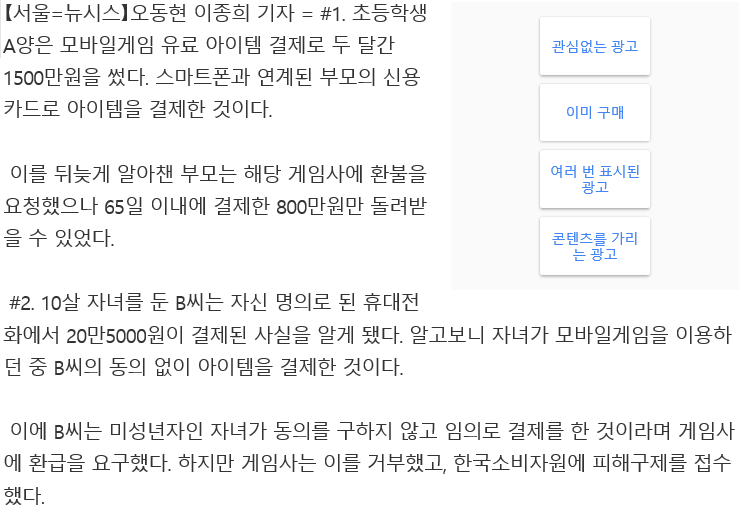 【서울=뉴시스】오동현 이종희 기자 = #1. 초등학생
A양은 모바일게임 유료 아이템 결제로 두 달간
1500만원을 썼다. 스마트폰과 연계된 부모의 신용
카드로 아이템을 결제한 것이다.
이를 뒤늦게 알아챈 부모는 해당 게임사에 환불을
요청했으나 65일 이내에 결제한 800만원만 돌려받
을 수 있었다.
#2. 10살 자녀를 둔 B씨는 자신 명의로 된 휴대전
화에서 20만5000원이 결제된 사실을 알게 됐다. 알고보니 자녀가 모바일게임을 이용하
던 중 B씨의 동의 없이 아이템을 결제한 것이다.
이에 B씨는 미성년자인 자녀가 동의를 구하지 않고 임의로 결제를 한 것이라며 게임사
에 환급을 요구했다. 하지만 게임사는 이를 거부했고, 한국소비자원에 피해구제를 접수
했다.
관심없는 광고
이미 구매
여러 번 표시된
광고
콘텐츠를 가리
는 광고